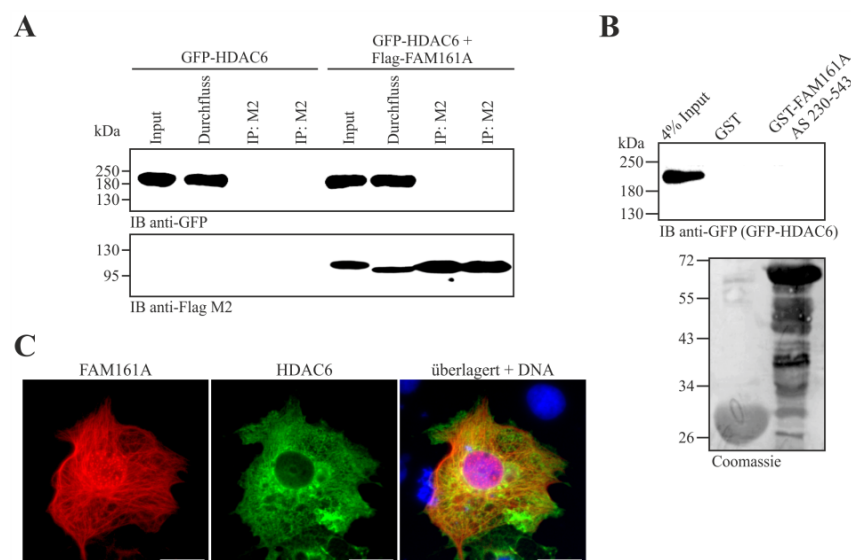 A
GFP-HDAC6
GFP-HDAC6 +
Flag-FAM161A
kDa
Input
Durchfluss
IP: M2
IP: M2
Input
Durchfluss
IP: M2
IP: M2
250
180
130
IB anti-GFP
130
95
IB anti-Flag M2
B
kDa
4% Input
GST
GST-FAM161A
AS 230-543
250
180
130
IB anti-GFP (GFP-HDAC6)
72
55
43
34
26
Coomassie
C
FAM161A
HDAC6
überlagert + DNA